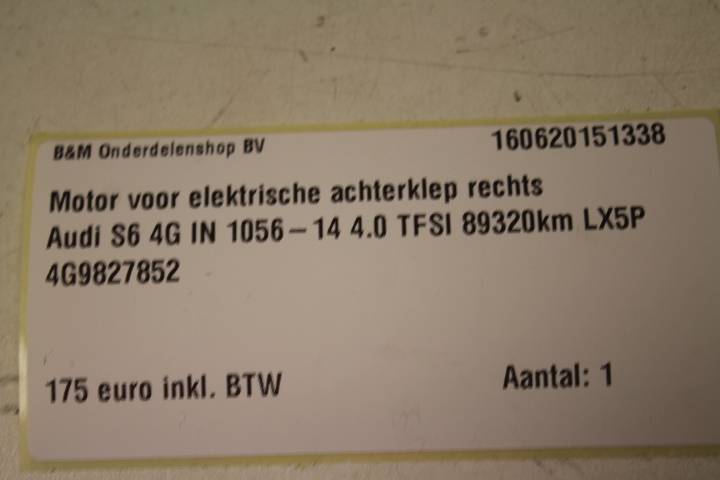 B&M Onderdelenshop BV 160620151338
Motor voor elektrische achterklep rechts
Audi S6 4G IN 1056-14 4.0 TFSI 89320km LX5P
4G9827852
175 euro inkl. BTW Aantal: 1